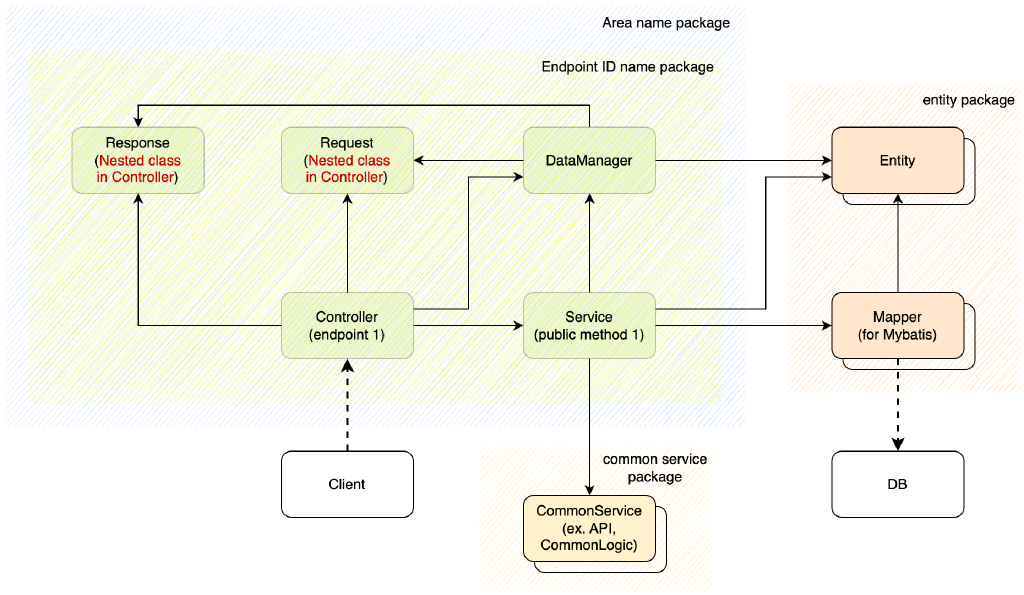 Area name package
Endpoint ID name package
entity package
Response
(Nested class
in Controller)
Request
(Nested class
in Controller)
DataManager
Entity
Controller
(endpoint 1)
Service
(public method 1)
Mapper
(for Mybatis)
Client
common service
package
CommonService
(ex. API,
CommonLogic)
DB